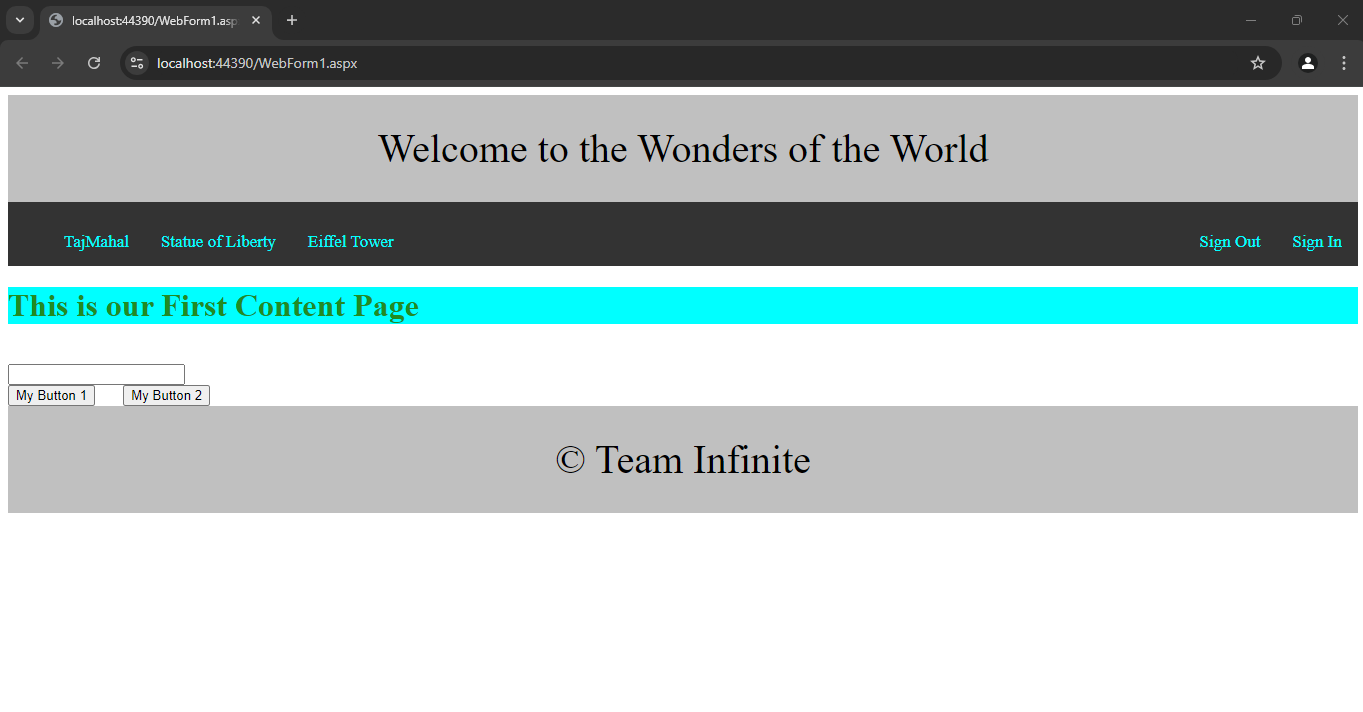 localhost:44390/WebForm1.asp
localhost:44390/WebForm1.aspx
Welcome to the Wonders of the World
TajMahal Statue of Liberty Eiffel Tower Sign Out Sign In
This is our First Content Page
My Button 1 My Button 2
© Team Infinite